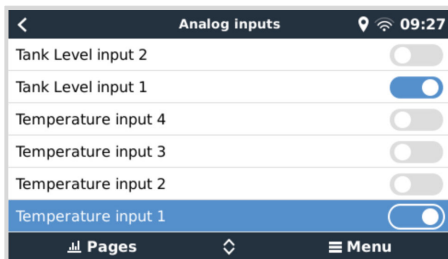 Analog inputs 09:27
Tank Level input 2
Tank Level input 1
Temperature input 4
Temperature input 3
Temperature input 2
Temperature input 1
Pages Menu